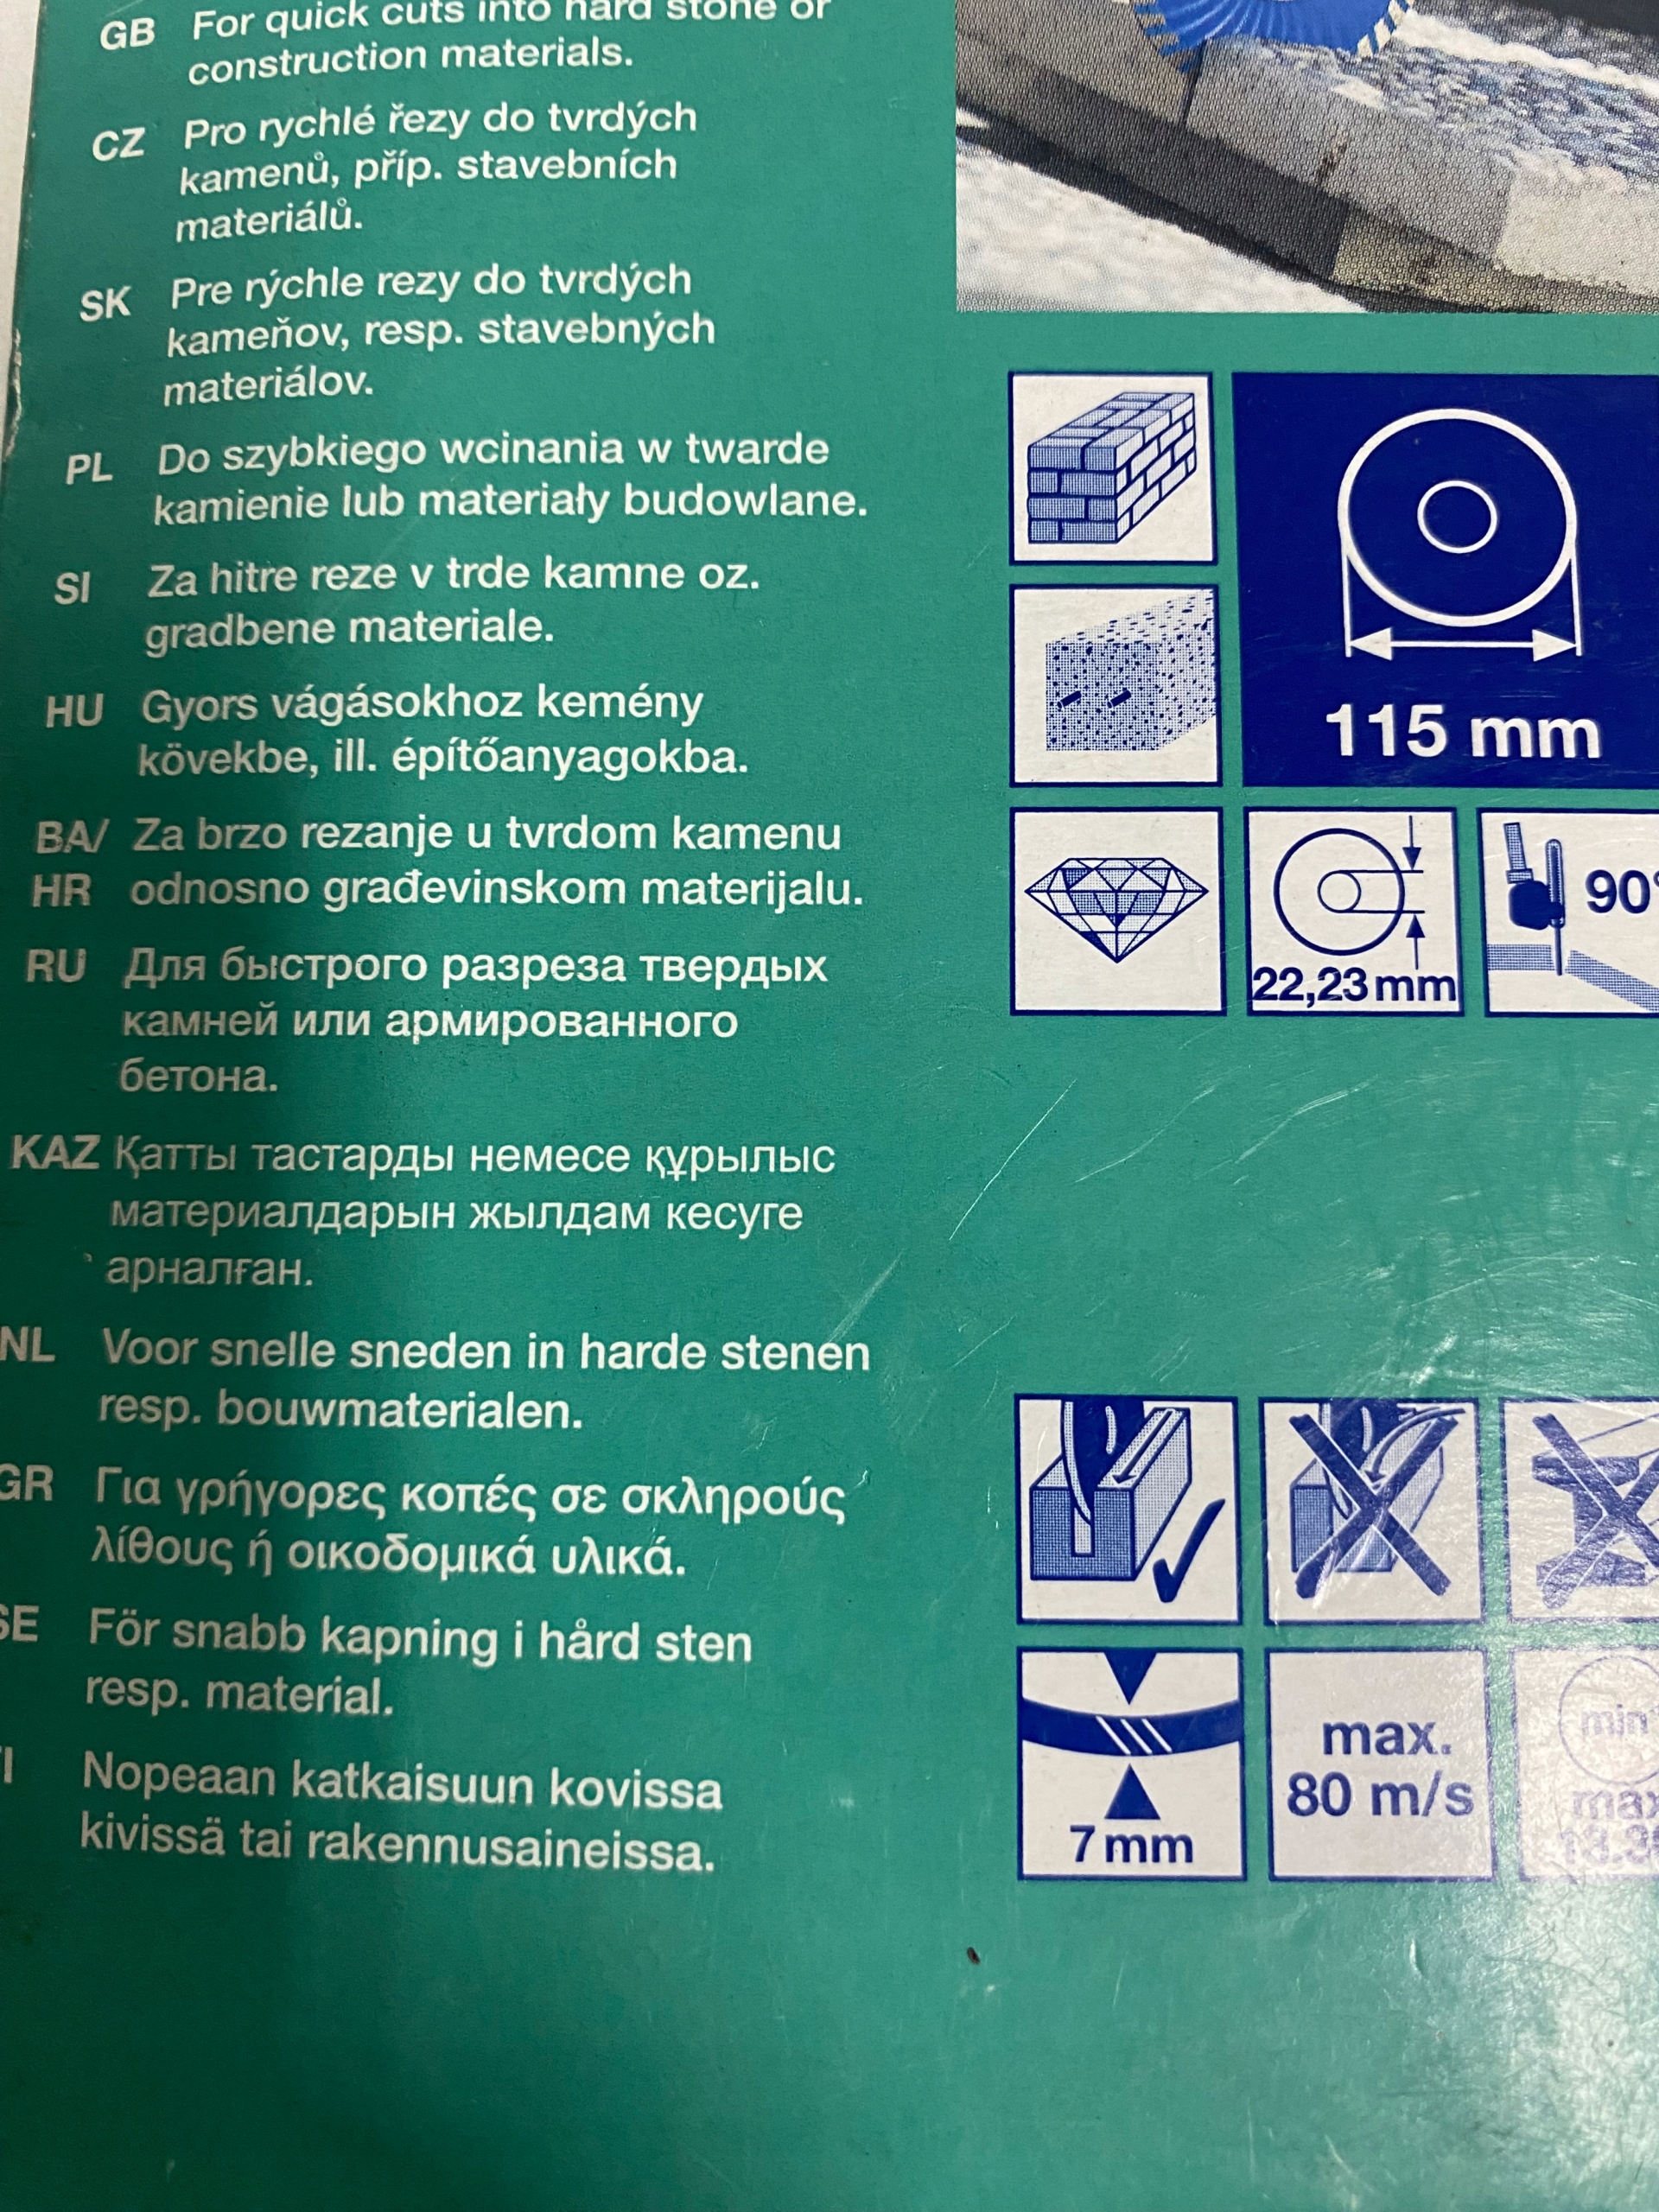 GB For quick cuts into hard stone or
construction materials.
CZ Pro rychlé řezy do tvrdých
kamenů, příp. stavebních
materiálů.
SK Pre rýchle rezy do tvrdých
kameňov, resp. stavebných
materiálov.
PL Do szybkiego wcinania w twarde
kamienie lub materiały budowlane.
SI Za hitre reze v trde kamne oz.
gradbene materiale.
HU Gyors vágásokhoz kemény
kövekbe, ill. építőanyagokba.
BA/ Za brzo rezanje u tvrdom kamenu
HR odnosno građevinskom materijalu.
RU Для быстрого разреза твердых
камней или армированного
бетона.
KAZ Қатты тастарды немесе құрылыс
материалдарын жылдам кесуге
арналған.
NL Voor snelle sneden in harde stenen
resp. bouwmaterialen.
GR Για γρήγορες κοπές σε σκληρούς
λίθους ή οικοδομικά υλικά.
SE För snabb kapning i hård sten
resp. material.
Nopeaan katkaisuun kovissa
kivissä tai rakennusaineissa.
115 mm
22,23 mm
90°
7 mm
max.
80 m/s
min